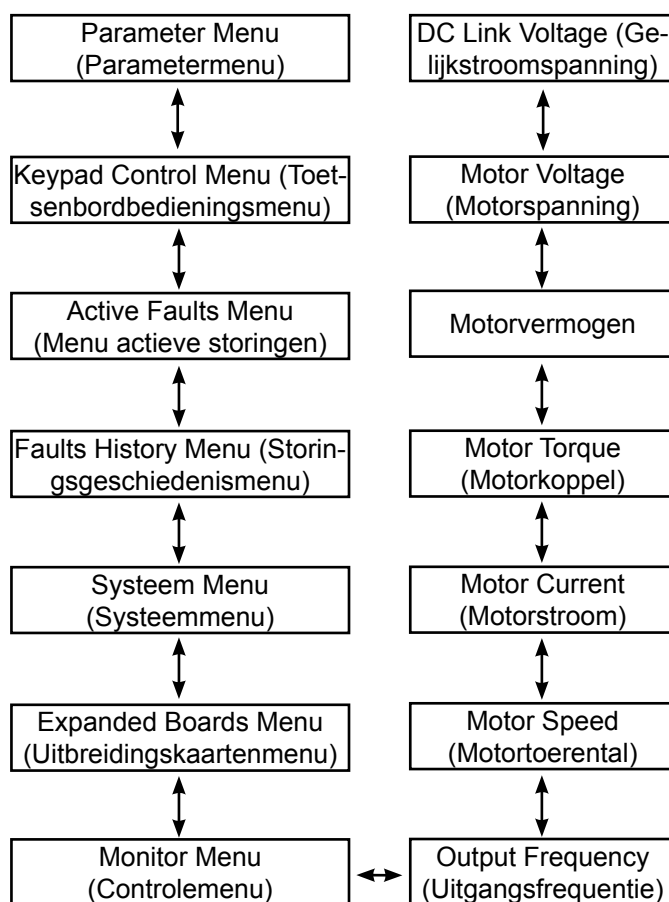 Parameter Menu
(Parametermenu)
Keypad Control Menu (Toet-
senbordbedieningsmenu)
Active Faults Menu
(Menu actieve storingen)
Faults History Menu (Storin-
gsgeschiedenismenu)
Systeem Menu
(Systeemmenu)
Expanded Boards Menu
(Uitbreidingskaartenmenu)
Monitor Menu
(Controlemenu)
DC Link Voltage (Ge-
lijkstroomspanning)
Motor Voltage
(Motorspanning)
Motorvermogen
Motor Torque
(Motorkoppel)
Motor Current
(Motorstroom)
Motor Speed
(Motortoerental)
Output Frequency
(Uitgangsfrequentie)